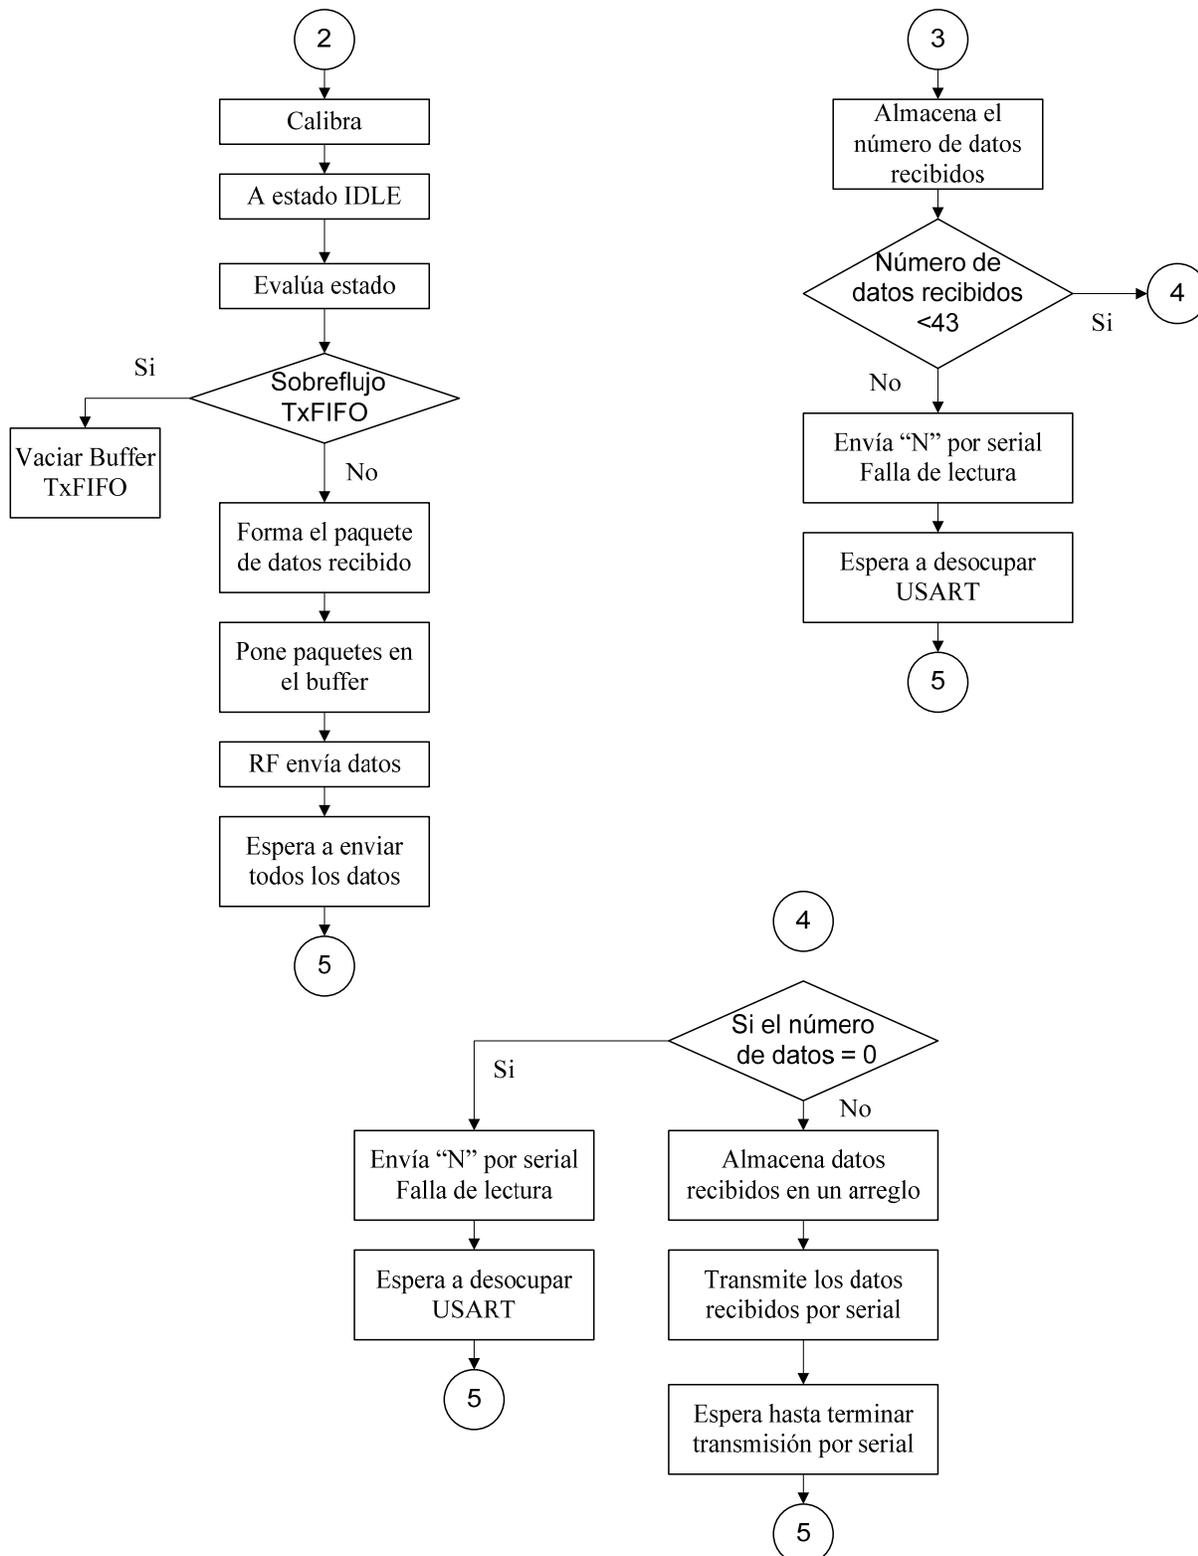 2
Calibra
A estado IDLE
Evalúa estado
Si
Sobreflujo
TxFIFO
Vaciar Buffer
TxFIFO
No
Forma el paquete
de datos recibido
Pone paquetes en
el buffer
RF envía datos
Espera a enviar
todos los datos
5
3
Almacena el
número de datos
recibidos
Número de
datos recibidos
<43
Si
4
No
Envía “N” por serial
Falla de lectura
Espera a desocupar
USART
5
4
Si el número
de datos = 0
Si
No
Envía “N” por serial
Falla de lectura
Espera a desocupar
USART
5
Almacena datos
recibidos en un arreglo
Transmite los datos
recibidos por serial
Espera hasta terminar
transmisión por serial
5